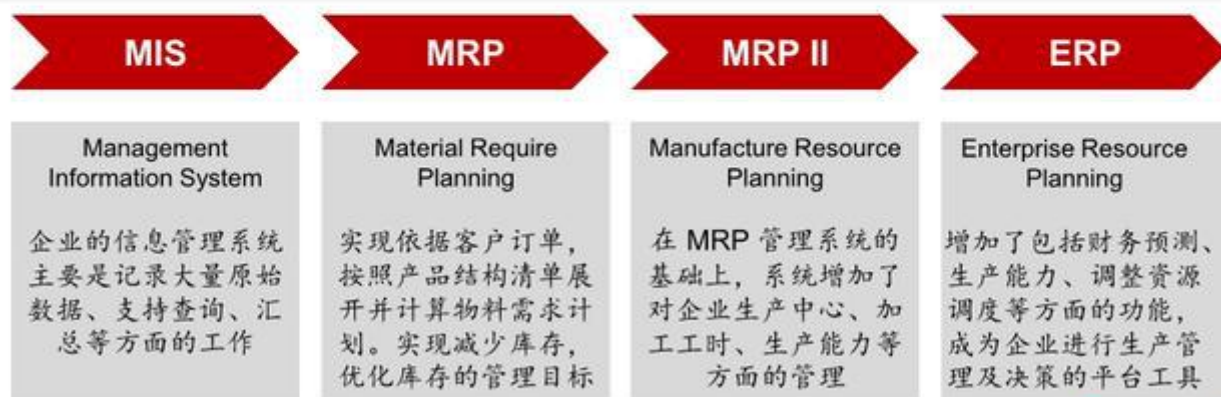 MIS
MRP
MRP II
ERP
Management
Information System
企业的信息管理系统
主要是记录大量原始
数据、支持查询、汇
总等方面的工作
Material Require
Planning
实现依据客户订单，
按照产品结构清单展
开并计算物料需求计
划。实现减少库存，
优化库存的管理目标
Manufacture Resource
Planning
在 MRP 管理系统的
基础上，系统增加了
对企业生产中心、加
工工时、生产能力等
方面的管理
Enterprise Resource
Planning
增加了包括财务预测、
生产能力、调整资源
调度等方面的功能，
成为企业进行生产管
理及决策的平台工具